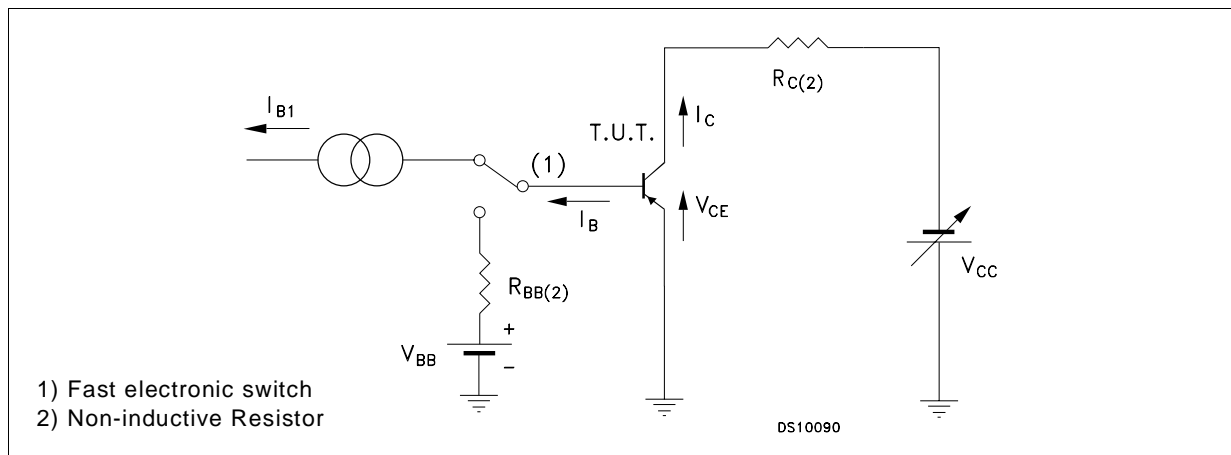 I_B1
R_C(2)
I_C
T.U.T.
(1)
I_B
V_CE
V_CC
R_BB(2)
+
V_BB
–
1) Fast electronic switch
2) Non-inductive Resistor
DS10090